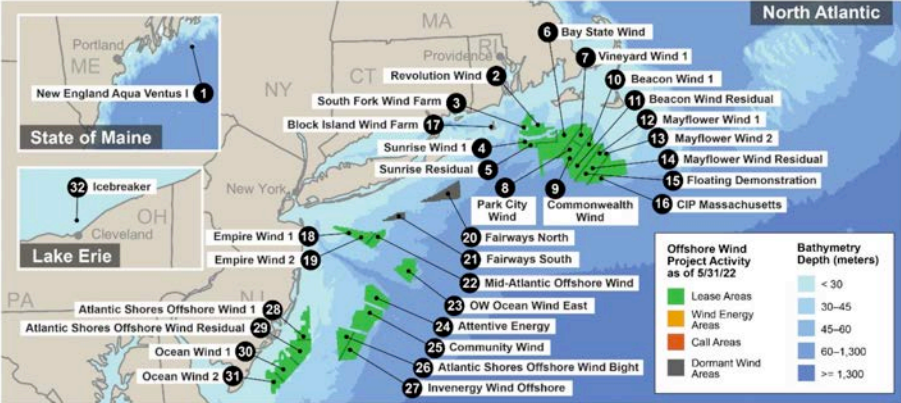 North Atlantic
MA
Portland
ME
New England Aqua Ventus I 1
State of Maine
32 Icebreaker
OH
Cleveland
Lake Erie
NY
CT
RI
Providence
New York
PA
NJ
6 Bay State Wind
7 Vineyard Wind 1
Revolution Wind 2
10 Beacon Wind 1
South Fork Wind Farm 3
11 Beacon Wind Residual
Block Island Wind Farm 17
12 Mayflower Wind 1
Sunrise Wind 1 4
13 Mayflower Wind 2
Sunrise Residual 5
14 Mayflower Wind Residual
15 Floating Demonstration
16 CIP Massachusetts
8
Park City
Wind
9
Commonwealth
Wind
Empire Wind 1 18
Empire Wind 2 19
20 Fairways North
21 Fairways South
22 Mid-Atlantic Offshore Wind
23 OW Ocean Wind East
24 Attentive Energy
25 Community Wind
26 Atlantic Shores Offshore Wind Bight
27 Invenergy Wind Offshore
Atlantic Shores Offshore Wind 1 28
Atlantic Shores Offshore Wind Residual 29
Ocean Wind 1 30
Ocean Wind 2 31
Offshore Wind
Project Activity
as of 5/31/22
Lease Areas
Wind Energy
Areas
Call Areas
Dormant Wind
Areas
Bathymetry
Depth (meters)
< 30
30–45
45–60
60–1,300
>= 1,300